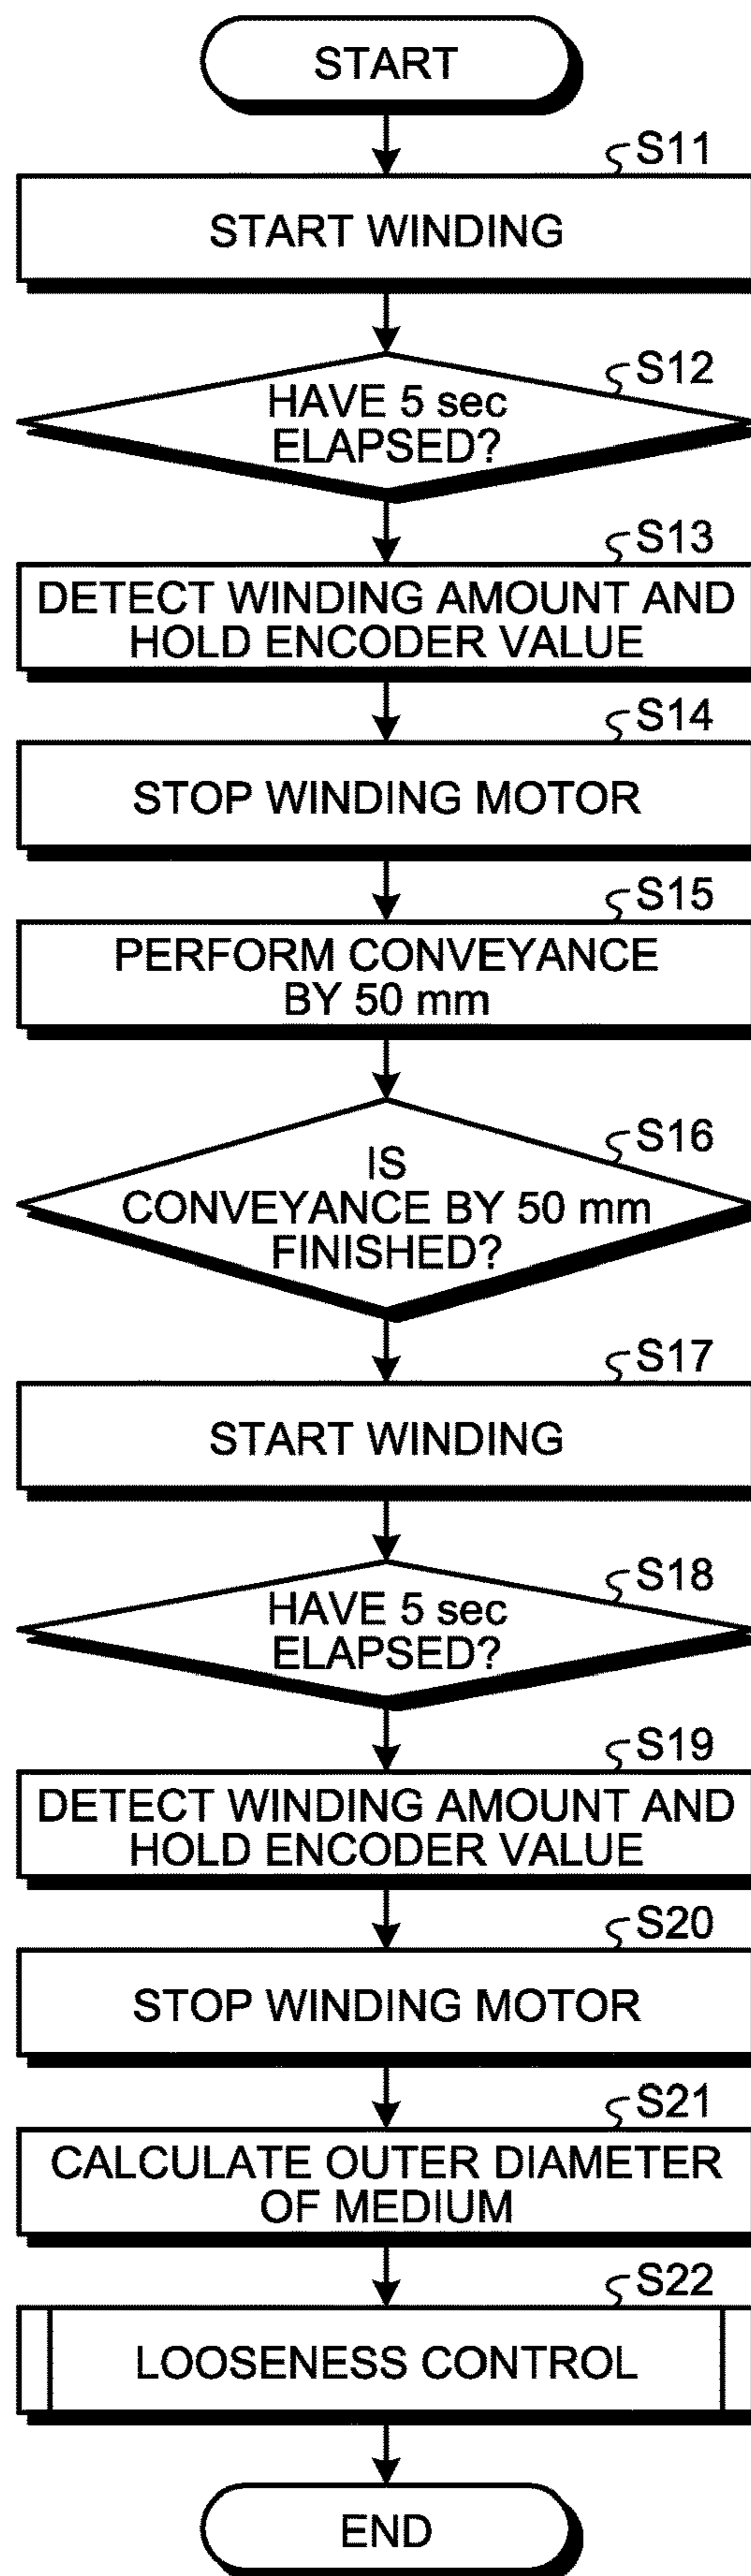 START
S11
START WINDING
S12
HAVE 5 sec
ELAPSED?
S13
DETECT WINDING AMOUNT AND
HOLD ENCODER VALUE
S14
STOP WINDING MOTOR
S15
PERFORM CONVEYANCE
BY 50 mm
S16
IS
CONVEYANCE BY 50 mm
FINISHED?
S17
START WINDING
S18
HAVE 5 sec
ELAPSED?
S19
DETECT WINDING AMOUNT AND
HOLD ENCODER VALUE
S20
STOP WINDING MOTOR
S21
CALCULATE OUTER DIAMETER
OF MEDIUM
S22
LOOSENESS CONTROL
END